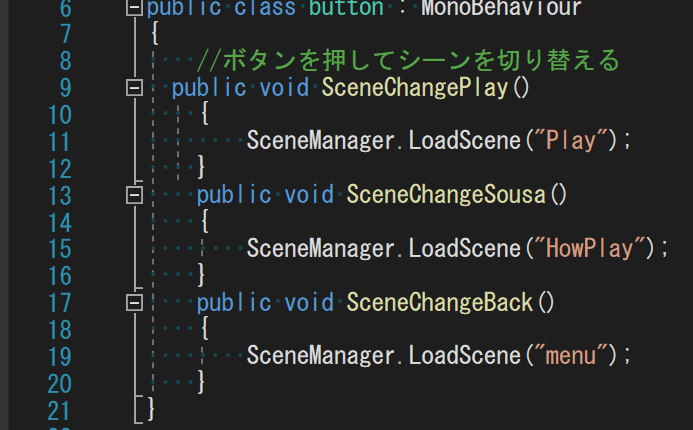 6 public class button : MonoBehaviour
7 {
8 //ボタンを押してシーンを切り替える
9 public void SceneChangePlay()
10 {
11 SceneManager.LoadScene("Play");
12 }
13 public void SceneChangeSousa()
14 {
15 SceneManager.LoadScene("HowPlay");
16 }
17 public void SceneChangeBack()
18 {
19 SceneManager.LoadScene("menu");
20 }
21 }